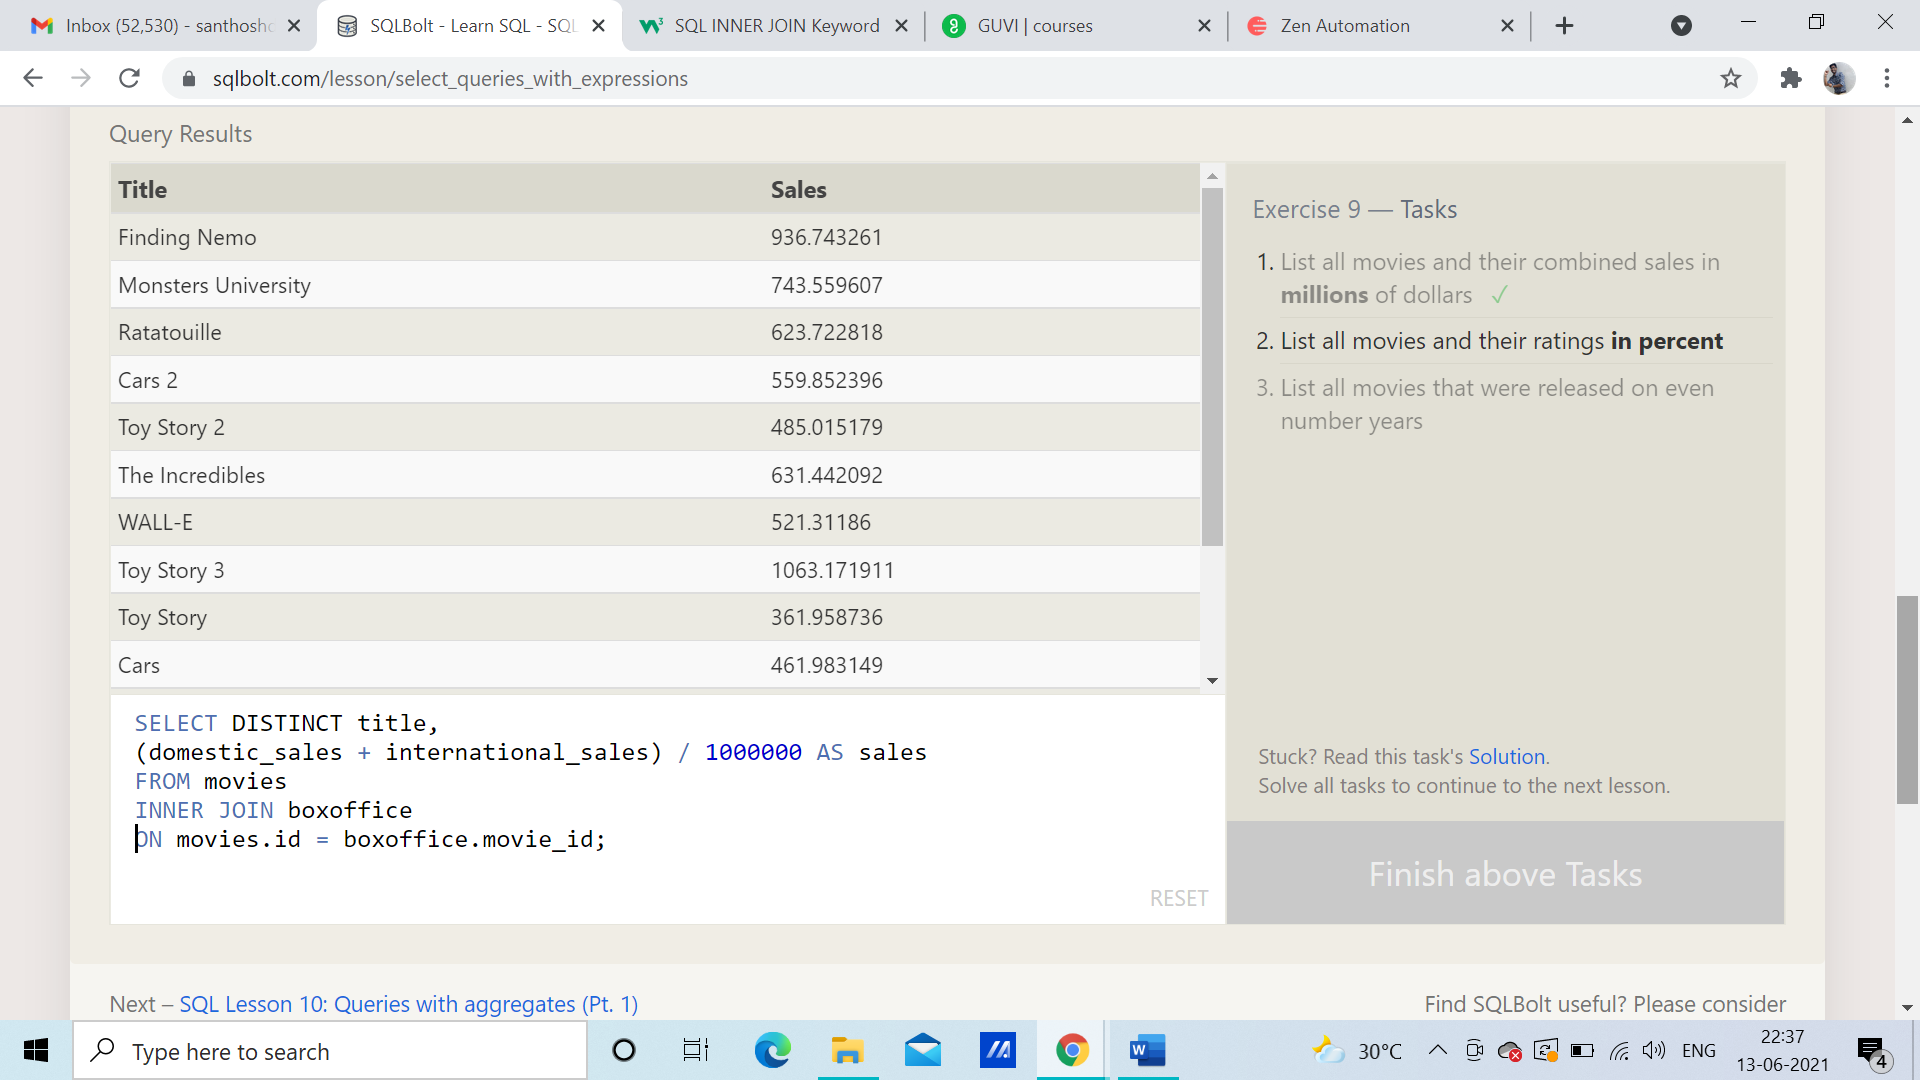 Inbox (52,530) - santhosho
SQLBolt - Learn SQL - SQL
SQL INNER JOIN Keyword
GUVI | courses
Zen Automation
sqlbolt.com/lesson/select_queries_with_expressions
Query Results
Title Sales
Finding Nemo 936.743261
Monsters University 743.559607
Ratatouille 623.722818
Cars 2 559.852396
Toy Story 2 485.015179
The Incredibles 631.442092
WALL-E 521.31186
Toy Story 3 1063.171911
Toy Story 361.958736
Cars 461.983149
SELECT DISTINCT title,
(domestic_sales + international_sales) / 1000000 AS sales
FROM movies
INNER JOIN boxoffice
ON movies.id = boxoffice.movie_id;
RESET
Exercise 9 — Tasks
1. List all movies and their combined sales in
millions of dollars ✓
2. List all movies and their ratings in percent
3. List all movies that were released on even
number years
Stuck? Read this task's Solution.
Solve all tasks to continue to the next lesson.
Finish above Tasks
Next – SQL Lesson 10: Queries with aggregates (Pt. 1)
Find SQLBolt useful? Please consider
Type here to search
W
30°C
ENG
22:37
13-06-2021
4